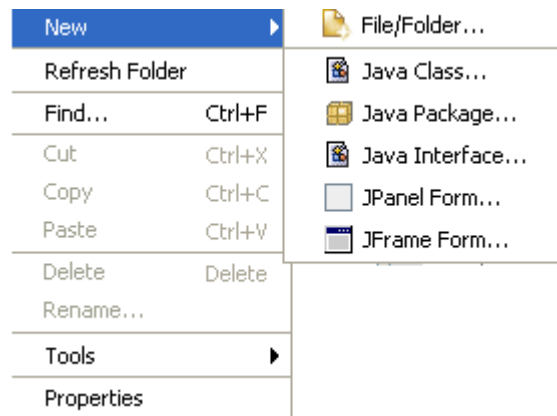 New
Refresh Folder
Find... Ctrl+F
Cut Ctrl+X
Copy Ctrl+C
Paste Ctrl+V
Delete Delete
Rename...
Tools
Properties
File/Folder...
Java Class...
Java Package...
Java Interface...
JPanel Form...
JFrame Form...